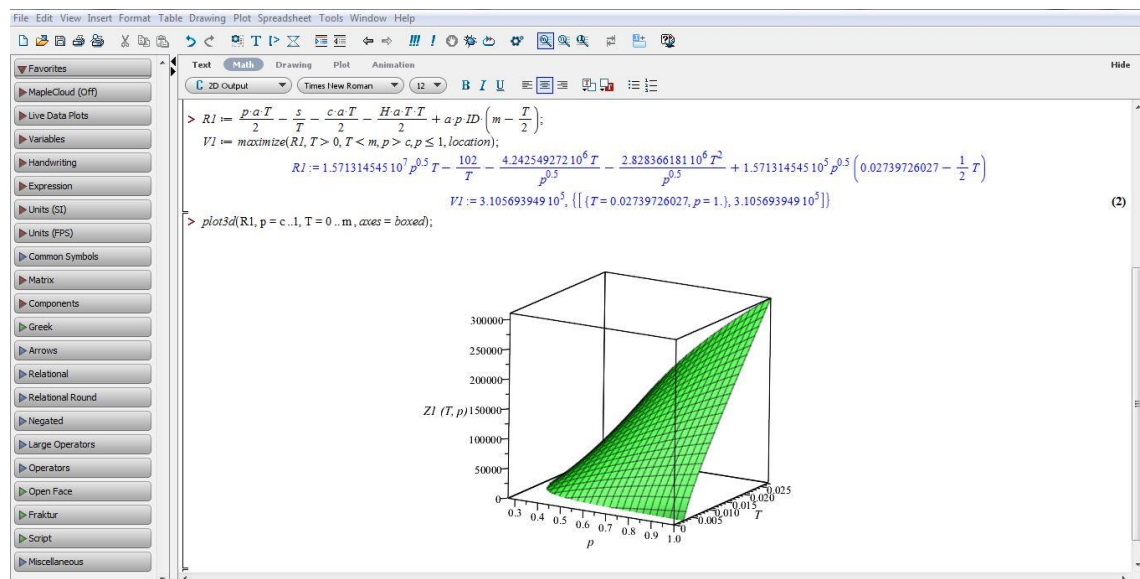 File Edit View Insert Format Table Drawing Plot Spreadsheet Tools Window Help
Text Math Drawing Plot Animation Hide
C 2D Output Times New Roman 12 B I U
Favorites
MapleCloud (Off)
Live Data Plots
Variables
Handwriting
Expression
Units (SI)
Units (FPS)
Common Symbols
Matrix
Components
Greek
Arrows
Relational
Relational Round
Negated
Large Operators
Operators
Open Face
Fraktur
Script
Miscellaneous
> R1 := p·a·T/2 − s/T − c·a·T/2 − H·a·T·T/2 + a·p·ID·(m − T/2);
V1 := maximize(R1, T > 0, T < m, p > c, p ≤ 1, location);
R1 := 1.571314545 10^7 p^0.5 T − 102/T − 4.242549272 10^6 T/p^0.5 − 2.828366181 10^6 T^2/p^0.5 + 1.571314545 10^5 p^0.5 (0.02739726027 − 1/2 T)
V1 := 3.105693949 10^5, {[{T = 0.02739726027, p = 1.}, 3.105693949 10^5]} (2)
> plot3d(R1, p = c ..1, T = 0 .. m , axes = boxed);
300000
250000
200000
Z1 (T, p) 150000
100000
50000
0
0.3 0.4 0.5 0.6 0.7 0.8 0.9 1.0
p
0 0.005 0.010 0.015 0.020 0.025
T